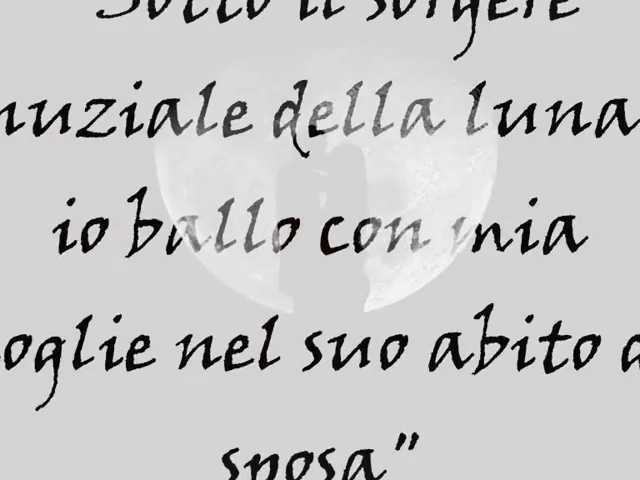 Sotto il sorgere
nuziale della luna
io ballo con mia
oglie nel suo abito d
sposa”